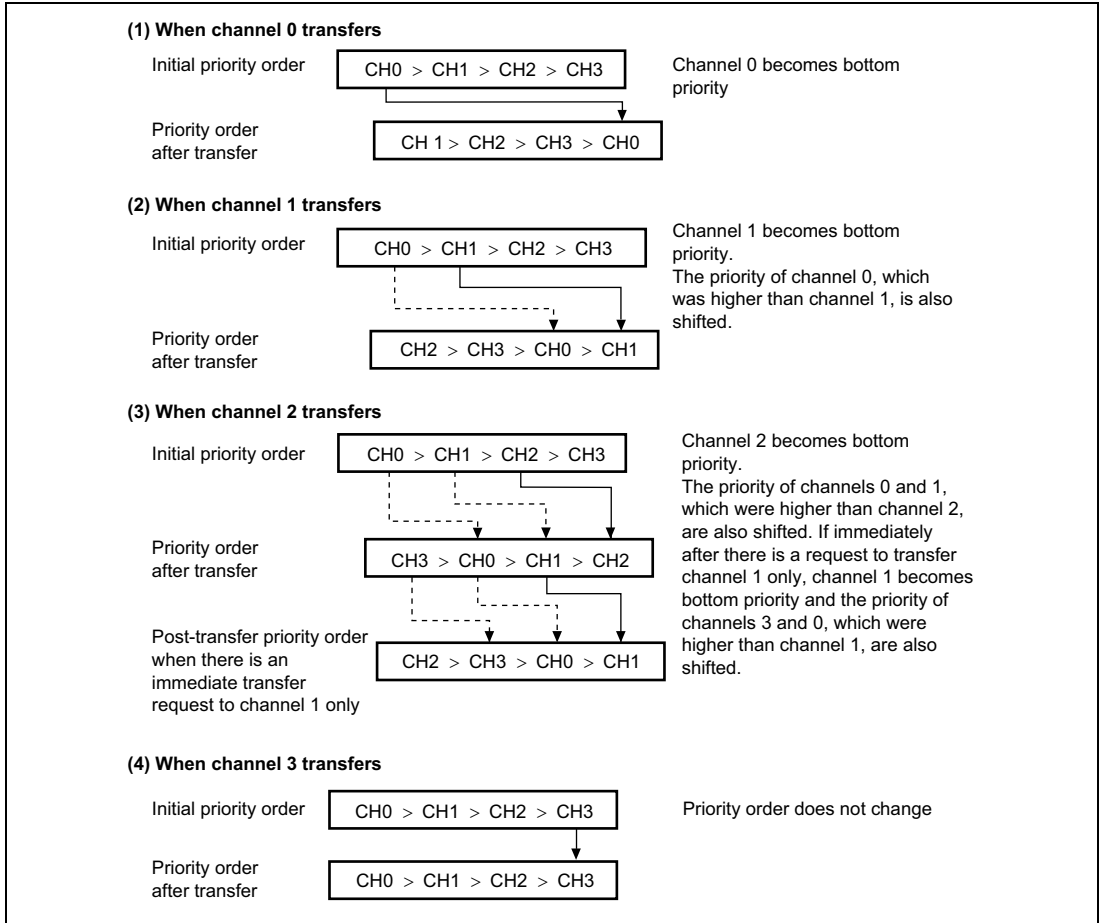 (1) When channel 0 transfers
Initial priority order
CH0 > CH1 > CH2 > CH3
Channel 0 becomes bottom
priority
Priority order
after transfer
CH 1 > CH2 > CH3 > CH0
(2) When channel 1 transfers
Initial priority order
CH0 > CH1 > CH2 > CH3
Channel 1 becomes bottom
priority.
The priority of channel 0, which
was higher than channel 1, is also
shifted.
Priority order
after transfer
CH2 > CH3 > CH0 > CH1
(3) When channel 2 transfers
Initial priority order
CH0 > CH1 > CH2 > CH3
Channel 2 becomes bottom
priority.
The priority of channels 0 and 1,
which were higher than channel 2,
are also shifted. If immediately
after there is a request to transfer
channel 1 only, channel 1 becomes
bottom priority and the priority of
channels 3 and 0, which were
higher than channel 1, are also
shifted.
Priority order
after transfer
CH3 > CH0 > CH1 > CH2
Post-transfer priority order
when there is an
immediate transfer
request to channel 1 only
CH2 > CH3 > CH0 > CH1
(4) When channel 3 transfers
Initial priority order
CH0 > CH1 > CH2 > CH3
Priority order does not change
Priority order
after transfer
CH0 > CH1 > CH2 > CH3